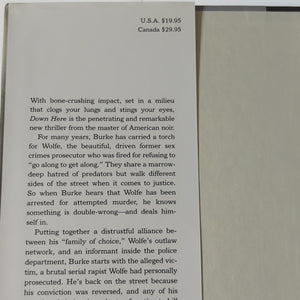 U.S.A. $19.95
Canada $29.95
With bone-crushing impact, set in a milieu
that clogs your lungs and stings your eyes,
Down Here is the penetrating and remarkable
new thriller from the master of American noir.
For many years, Burke has carried a torch
for Wolfe, the beautiful, driven former sex
crimes prosecutor who was fired for refusing to
“go along to get along.” They share a marrow-
deep hatred of predators but walk different
sides of the street when it comes to justice.
So when Burke hears that Wolfe has been
arrested for attempted murder, he knows
something is double-wrong—and deals him-
self in.
Putting together a distrustful alliance be-
tween his “family of choice,” Wolfe’s outlaw
network, and an informant inside the police
department, Burke starts with the alleged vic-
tim, a brutal serial rapist Wolfe had personally
prosecuted. He’s back on the street because
his conviction was reversed, and any of his